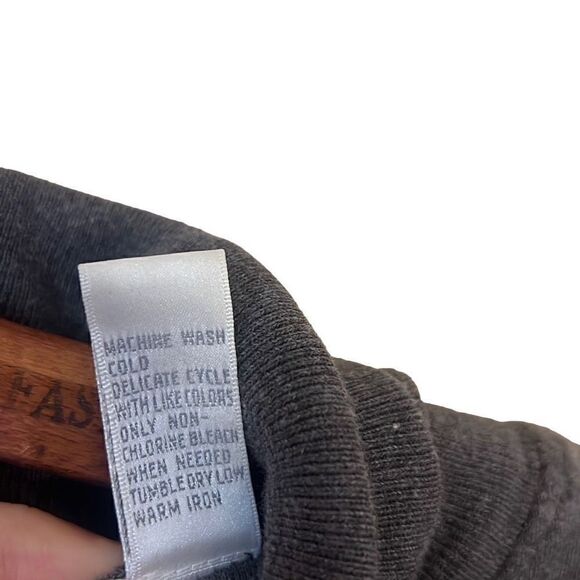 MACHINE WASH
COLD
DELICATE CYCLE
WITH LIKE COLORS
ONLY NON-
CHLORINE BLEACH
WHEN NEEDED
TUMBLE DRY LOW
WARM IRON
FAS